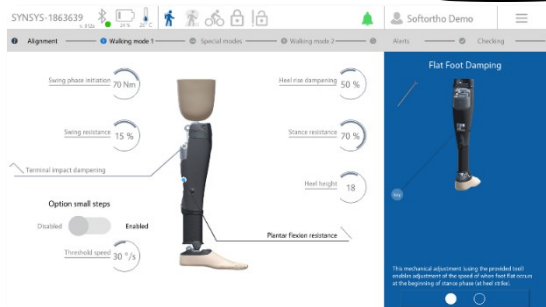 SYNSYS-1863639
Softortho Demo
Alignment
Walking mode 1
Special modes
Walking mode 2
Alerts
Checking
Swing phase initiation
70 Nm
Heel rise dampening
50 %
Swing resistance
15 %
Stance resistance
70 %
Terminal impact dampening
Heel height
18
Option small steps
Disabled
Enabled
Plantar flexion resistance
Threshold speed
30 °/s
Flat Foot Damping
This mechanical adjustment (using the provided tool)
enables adjustment of the speed of when foot flat occurs
at the beginning of stance phase (at heel strike).